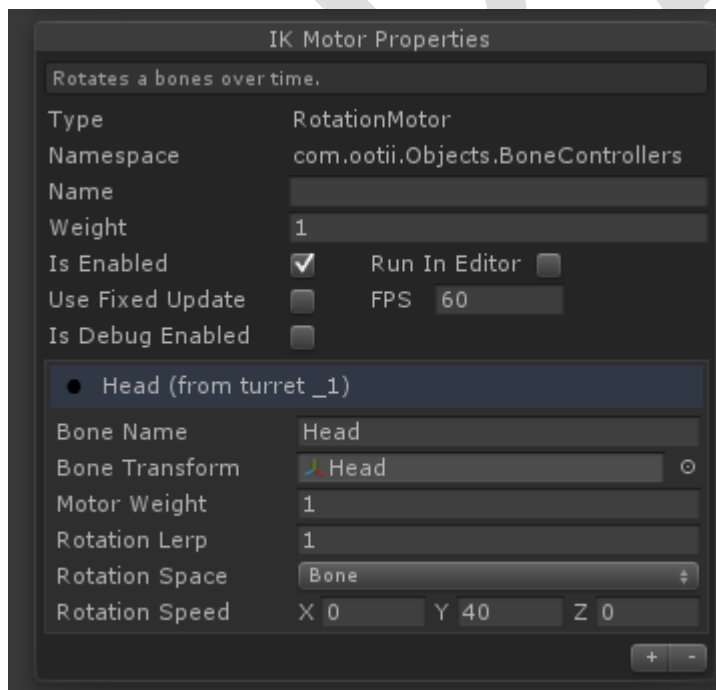 IK Motor Properties
Rotates a bones over time.
Type RotationMotor
Namespace com.ootii.Objects.BoneControllers
Name
Weight 1
Is Enabled Run In Editor
Use Fixed Update FPS 60
Is Debug Enabled
Head (from turret _1)
Bone Name Head
Bone Transform Head
Motor Weight 1
Rotation Lerp 1
Rotation Space Bone
Rotation Speed X 0 Y 40 Z 0
+ -